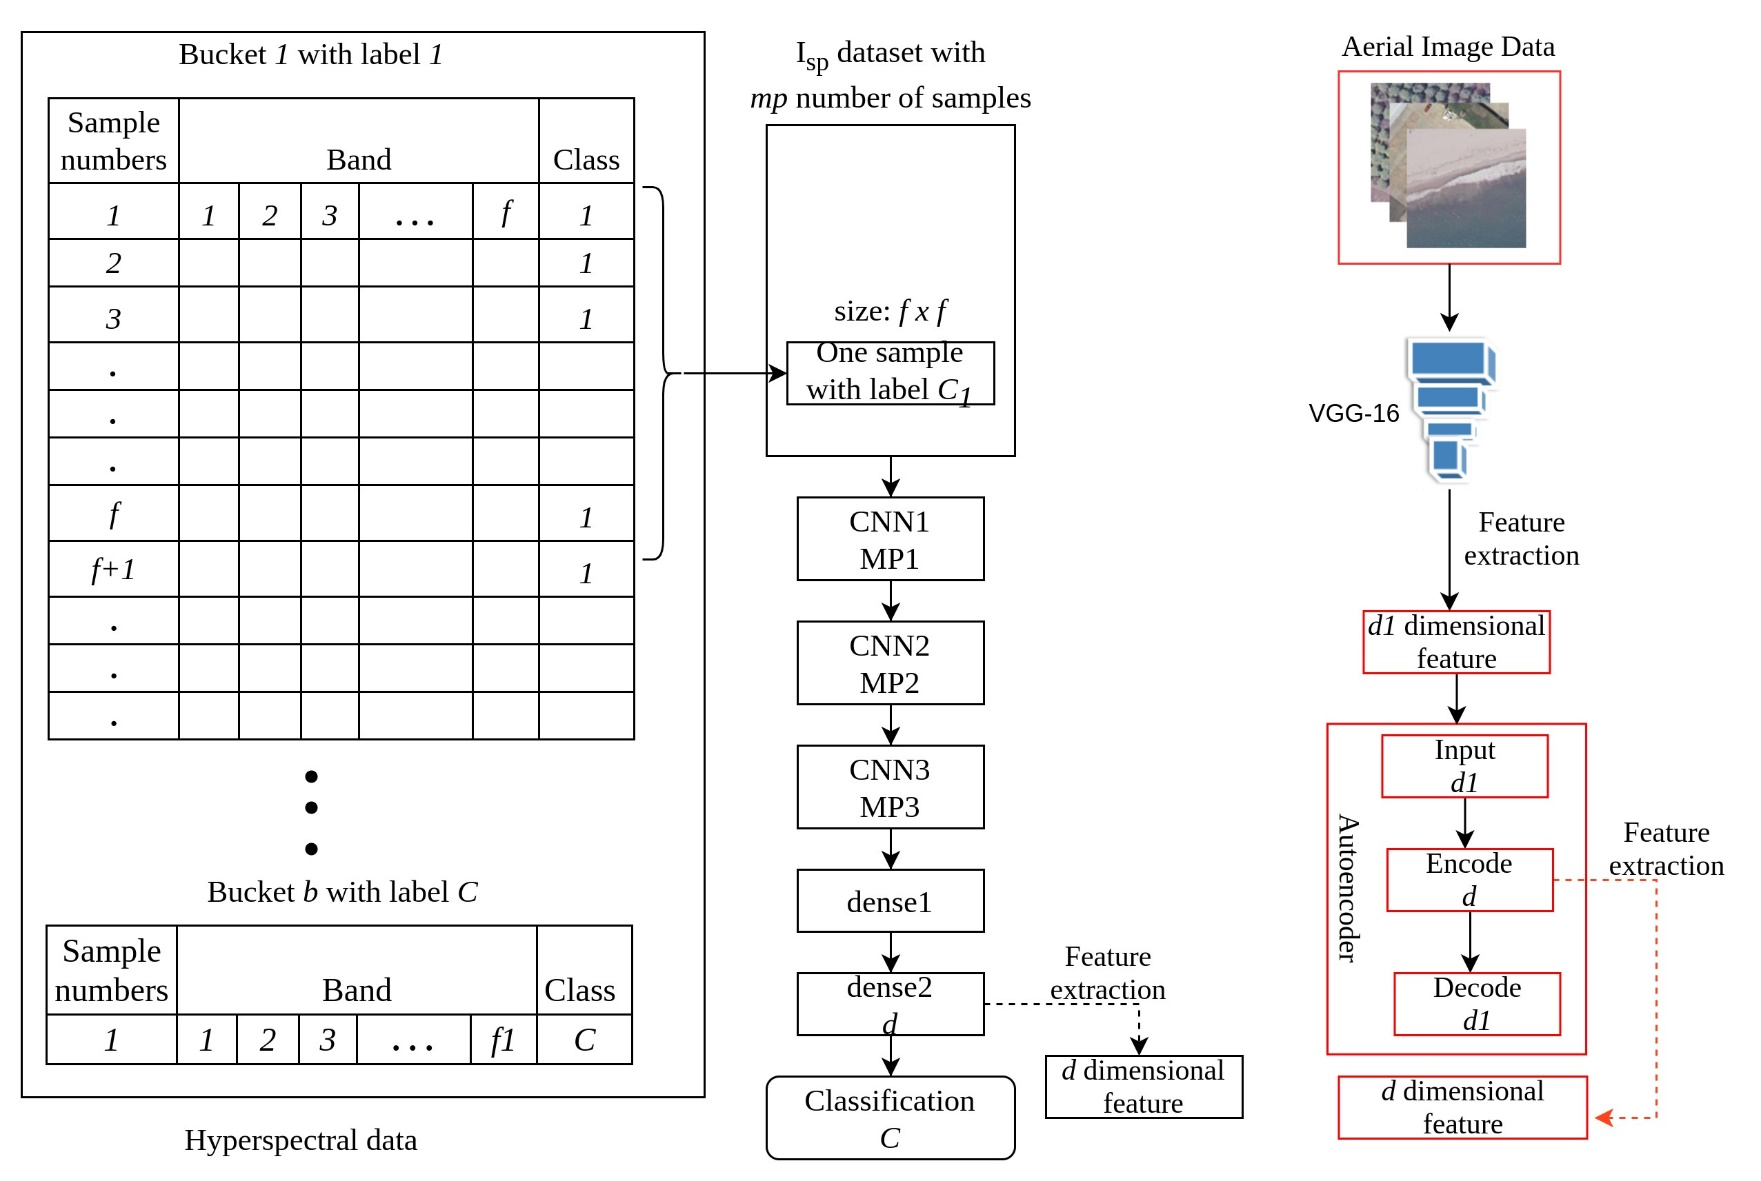 Bucket 1 with label 1
Sample
numbers
Band
Class
1 1 2 3 ... f 1
2 1
3 1
.
.
.
f 1
f+1 1
.
.
.
Bucket b with label C
Sample
numbers
Band
Class
1 1 2 3 ... f1 C
Hyperspectral data
Isp dataset with
mp number of samples
size: f x f
One sample
with label C1
CNN1
MP1
CNN2
MP2
CNN3
MP3
dense1
dense2
d
Feature
extraction
d dimensional
feature
Classification
C
Aerial Image Data
VGG-16
Feature
extraction
d1 dimensional
feature
Autoencoder
Input
d1
Encode
d
Decode
d1
Feature
extraction
d dimensional
feature